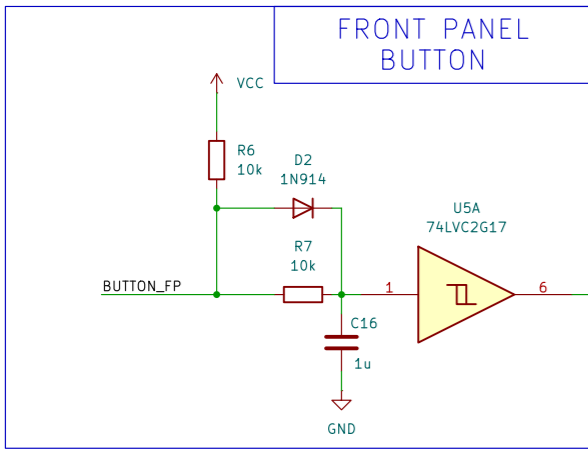 FRONT PANEL
BUTTON
VCC
R6
10k
D2
1N914
U5A
74LVC2G17
R7
10k
BUTTON_FP
1
6
C16
1u
GND